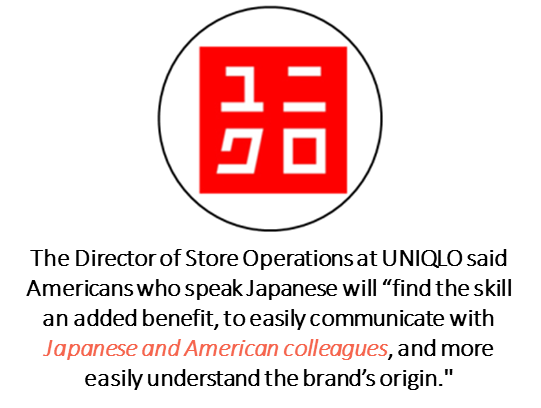 ユニ
クロ
The Director of Store Operations at UNIQLO said
Americans who speak Japanese will “find the skill
an added benefit, to easily communicate with
Japanese and American colleagues, and more
easily understand the brand’s origin."